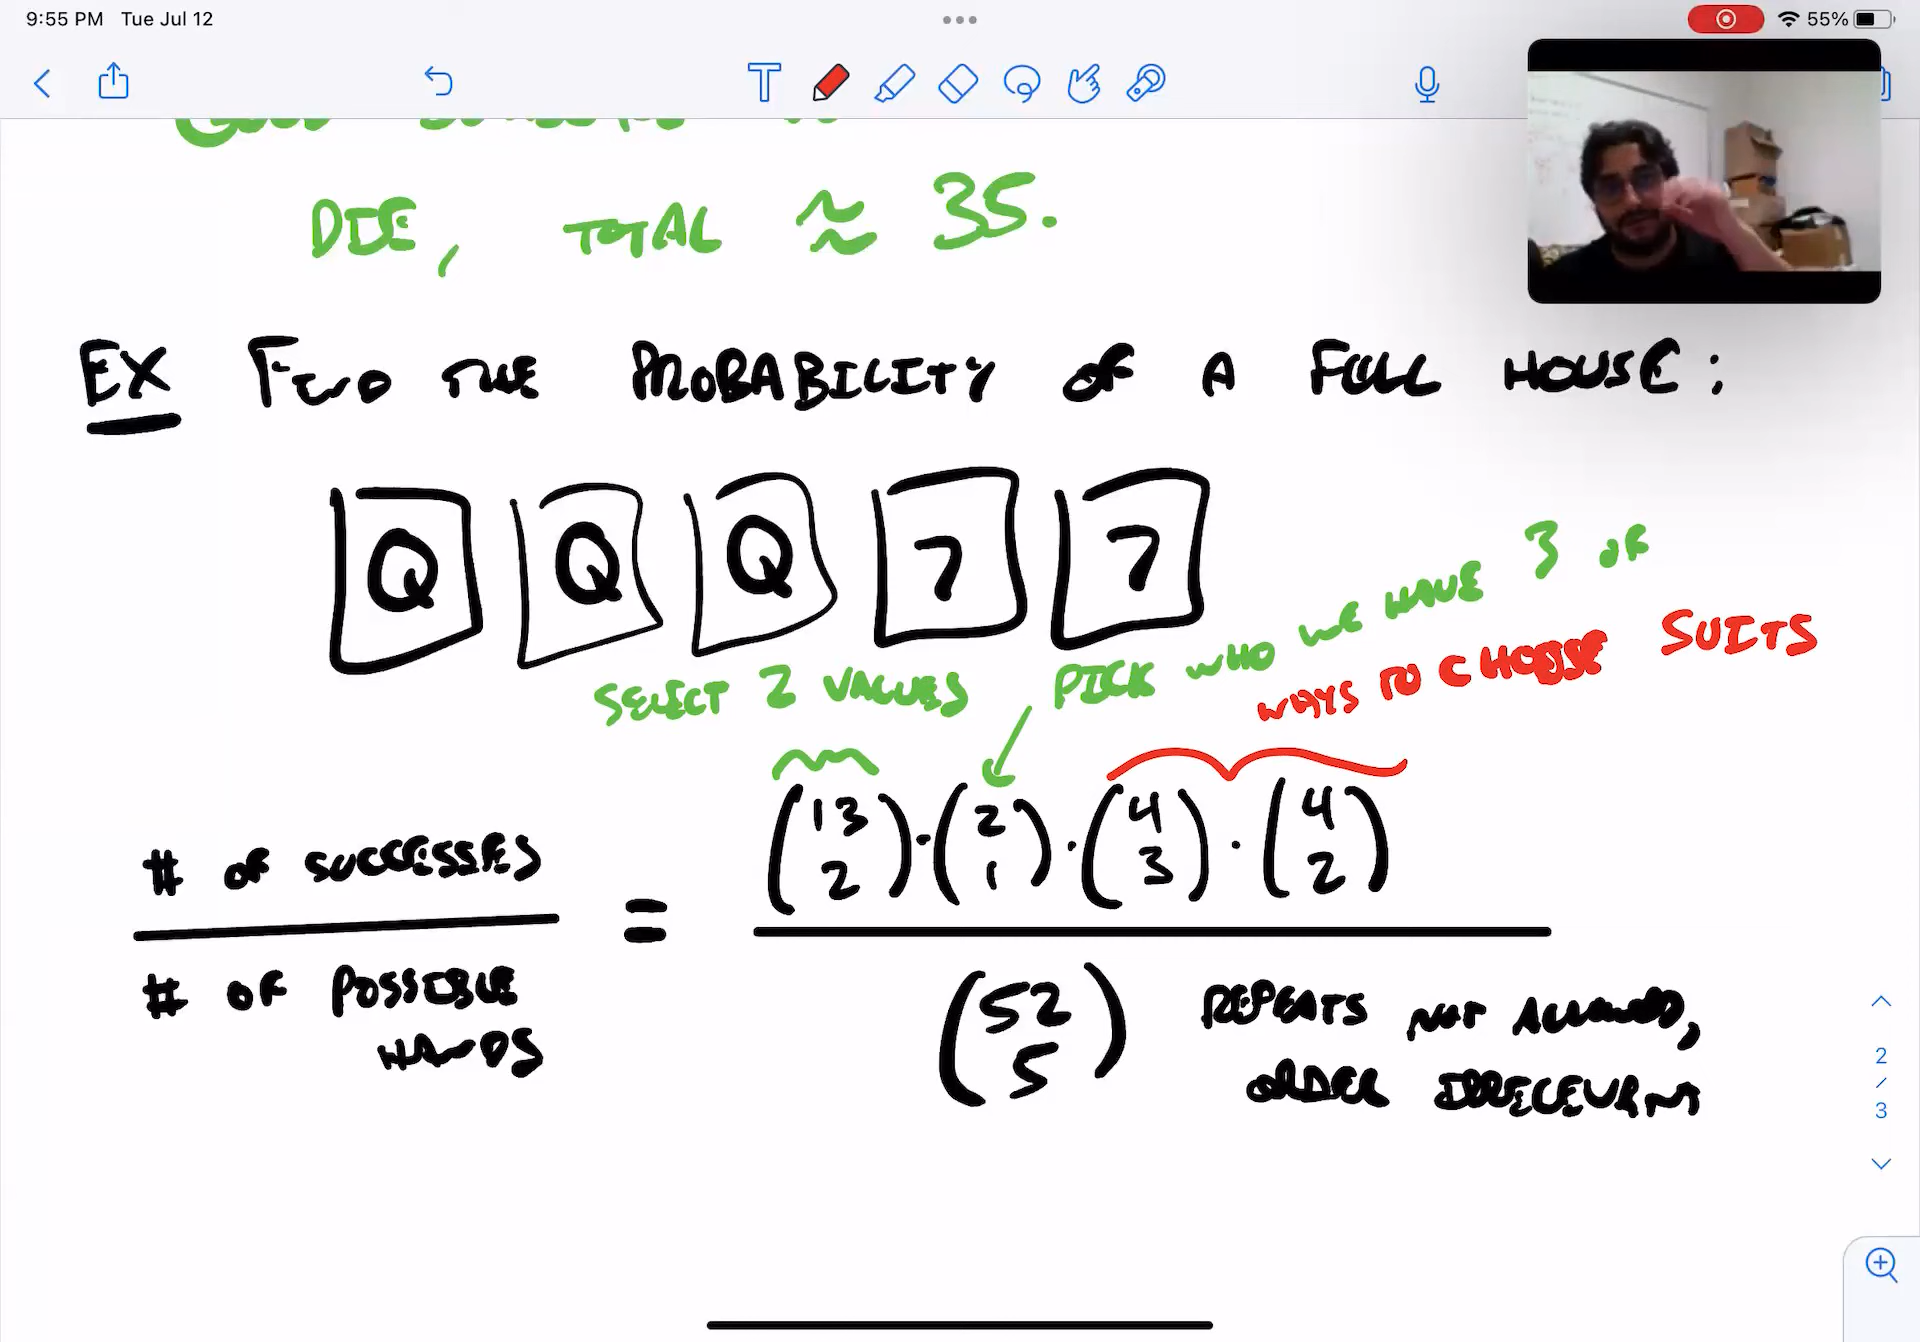 9:55 PM Tue Jul 12
55%
DIE, TOTAL ≈ 35.
EX FIND THE PROBABILITY OF A FULL HOUSE:
Q Q Q 7 7
SELECT 2 VALUES
PICK WHO WE HAVE 3 OF
WAYS TO CHOOSE SUITS
# OF SUCCESSES
# OF POSSIBLE
HANDS
=
(13 2) · (2 1) · (4 3) · (4 2)
(52 5)
REPEATS NOT ALLOWED,
ORDER IRRELEVANT
2
/
3